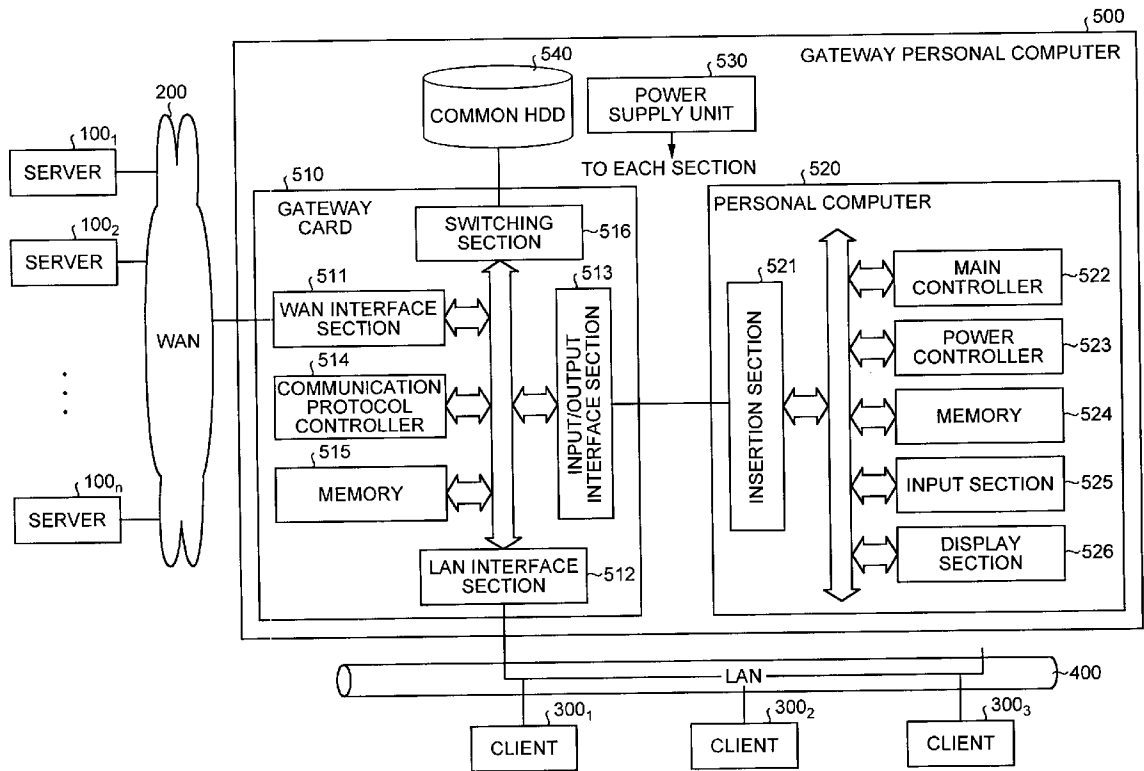 500
GATEWAY PERSONAL COMPUTER
540
COMMON HDD
530
POWER
SUPPLY UNIT
TO EACH SECTION
200
WAN
100₁
SERVER
100₂
SERVER
.
.
.
100ₙ
SERVER
510
GATEWAY
CARD
SWITCHING
SECTION
516
511
WAN INTERFACE
SECTION
513
INPUT/OUTPUT
INTERFACE SECTION
514
COMMUNICATION
PROTOCOL
CONTROLLER
515
MEMORY
LAN INTERFACE
SECTION
512
520
PERSONAL COMPUTER
521
INSERTION SECTION
MAIN
CONTROLLER
522
POWER
CONTROLLER
523
MEMORY
524
INPUT SECTION
525
DISPLAY
SECTION
526
LAN
400
300₁
CLIENT
300₂
CLIENT
300₃
CLIENT